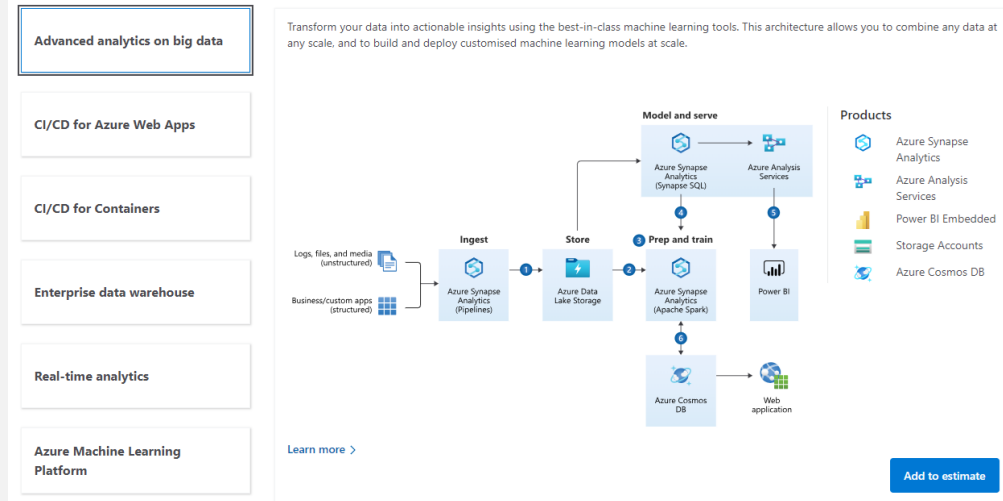 Advanced analytics on big data
CI/CD for Azure Web Apps
CI/CD for Containers
Enterprise data warehouse
Real-time analytics
Azure Machine Learning
Platform
Transform your data into actionable insights using the best-in-class machine learning tools. This architecture allows you to combine any data at
any scale, and to build and deploy customised machine learning models at scale.
Model and serve
Azure Synapse
Analytics
(Synapse SQL)
Azure Analysis
Services
4
5
Ingest
Store
3 Prep and train
Logs, files, and media
(unstructured)
Business/custom apps
(structured)
Azure Synapse
Analytics
(Pipelines)
1
Azure Data
Lake Storage
2
Azure Synapse
Analytics
(Apache Spark)
Power BI
6
Azure Cosmos
DB
Web
application
Products
Azure Synapse
Analytics
Azure Analysis
Services
Power BI Embedded
Storage Accounts
Azure Cosmos DB
Learn more >
Add to estimate